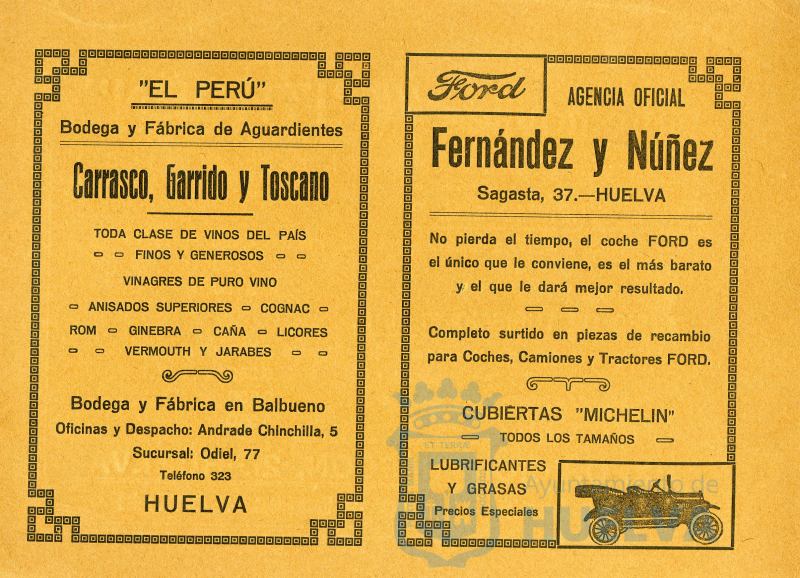 "EL PERÚ"
Bodega y Fábrica de Aguardientes
Carrasco, Garrido y Toscano
TODA CLASE DE VINOS DEL PAÍS
FINOS Y GENEROSOS
VINAGRES DE PURO VINO
ANISADOS SUPERIORES COGNAC
ROM GINEBRA CAÑA LICORES
VERMOUTH Y JARABES
Bodega y Fábrica en Balbueno
Oficinas y Despacho: Andrade Chinchilla, 5
Sucursal: Odiel, 77
Teléfono 323
HUELVA
Ford
AGENCIA OFICIAL
Fernández y Núñez
Sagasta, 37.—HUELVA
No pierda el tiempo, el coche FORD es
el único que le conviene, es el más barato
y el que le dará mejor resultado.
Completo surtido en piezas de recambio
para Coches, Camiones y Tractores FORD.
CUBIERTAS "MICHELIN"
TODOS LOS TAMAÑOS
LUBRIFICANTES
Y GRASAS
Precios Especiales
ET TERRÆ
Ayuntamiento de
HUELVA